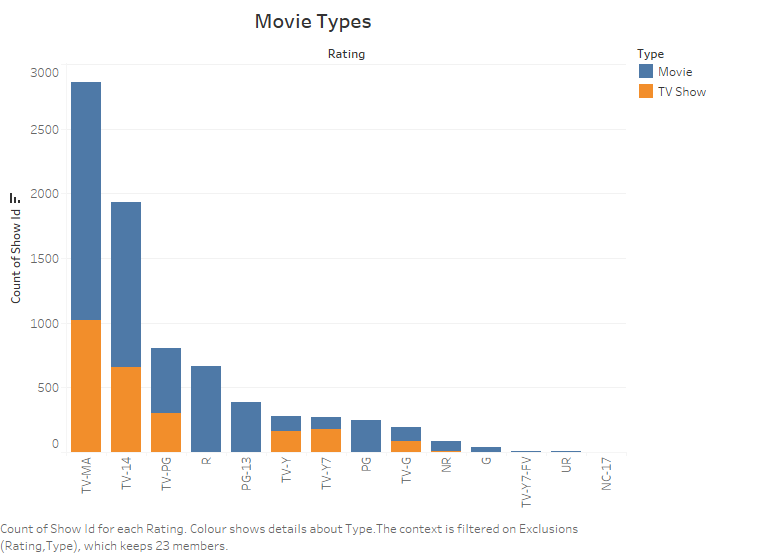 Movie Types
Rating
Type
Movie
TV Show
Count of Show Id
3000
2500
2000
1500
1000
500
0
TV-MA
TV-14
TV-PG
R
PG-13
TV-Y
TV-Y7
PG
TV-G
NR
G
TV-Y7-FV
UR
NC-17
Count of Show Id for each Rating. Colour shows details about Type.The context is filtered on Exclusions
(Rating,Type), which keeps 23 members.